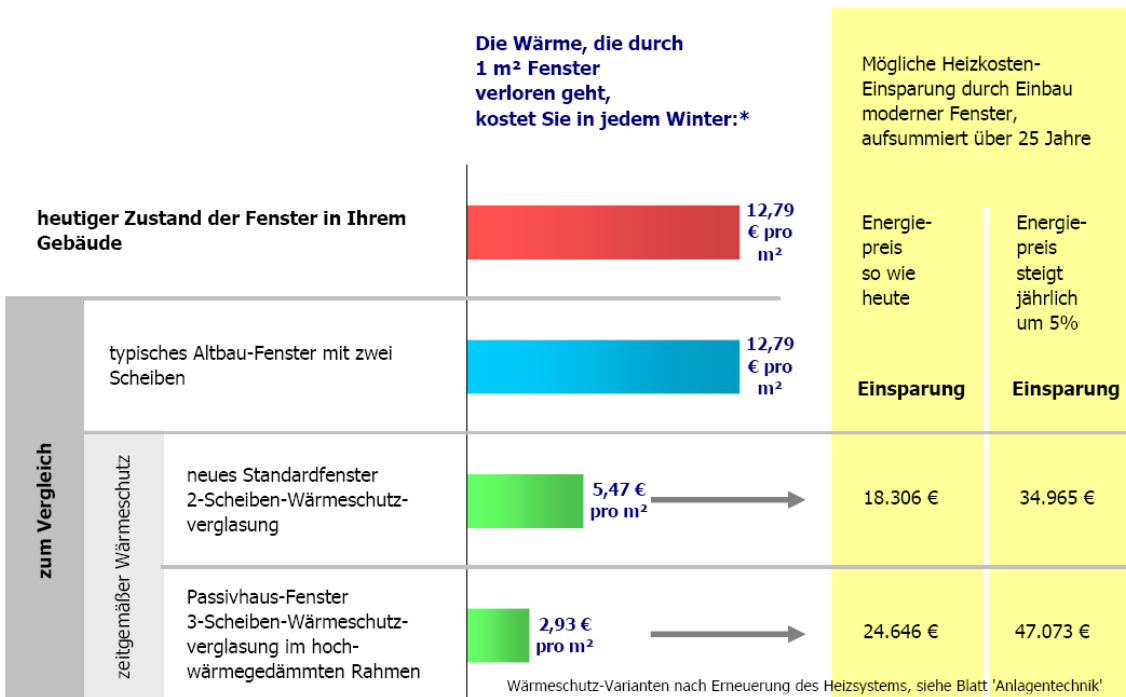 Die Wärme, die durch
1 m² Fenster
verloren geht,
kostet Sie in jedem Winter:*
Mögliche Heizkosten-
Einsparung durch Einbau
moderner Fenster,
aufsummiert über 25 Jahre
heutiger Zustand der Fenster in Ihrem
Gebäude
12,79
€ pro
m²
Energie-
preis
so wie
heute
Energie-
preis
steigt
jährlich
um 5%
zum Vergleich
typisches Altbau-Fenster mit zwei
Scheiben
12,79
€ pro
m²
Einsparung
Einsparung
zeitgemäßer Wärmeschutz
neues Standardfenster
2-Scheiben-Wärmeschutz-
verglasung
5,47 €
pro m²
18.306 €
34.965 €
Passivhaus-Fenster
3-Scheiben-Wärmeschutz-
verglasung im hoch-
wärmegedämmten Rahmen
2,93 €
pro m²
24.646 €
47.073 €
Wärmeschutz-Varianten nach Erneuerung des Heizsystems, siehe Blatt 'Anlagentechnik'